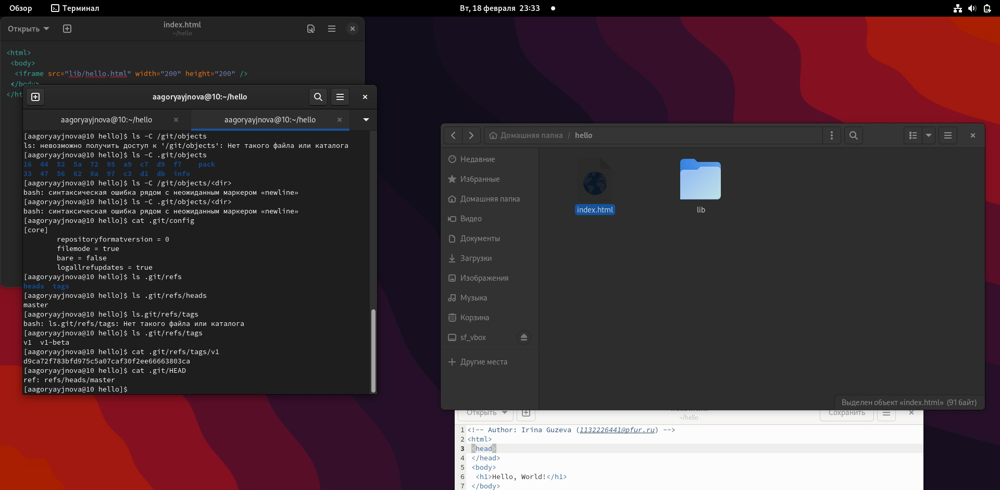 Обзор
Терминал
Вт, 18 февраля 23:33
Открыть
index.html
~/hello
<html>
<body>
<iframe src="lib/hello.html" width="200" height="200" />
</body>
</ht
aagoryayjnova@10:~/hello
aagoryayjnova@10:~/hello
aagoryayjnova@10:~/hello
[aagoryayjnova@10 hello]$ ls -C /git/objects
ls: невозможно получить доступ к '/git/objects': Нет такого файла или каталога
[aagoryayjnova@10 hello]$ ls -C .git/objects
16 44 52 5a 72 95 a9 c7 d9 f7 pack
33 47 56 62 8a 97 c3 d1 db info
[aagoryayjnova@10 hello]$ ls -C /git/objects/<dir>
bash: синтаксическая ошибка рядом с неожиданным маркером «newline»
[aagoryayjnova@10 hello]$ ls -C .git/objects/<dir>
bash: синтаксическая ошибка рядом с неожиданным маркером «newline»
[aagoryayjnova@10 hello]$ cat .git/config
[core]
repositoryformatversion = 0
filemode = true
bare = false
logallrefupdates = true
[aagoryayjnova@10 hello]$ ls .git/refs
heads tags
[aagoryayjnova@10 hello]$ ls .git/refs/heads
master
[aagoryayjnova@10 hello]$ ls.git/refs/tags
bash: ls.git/refs/tags: Нет такого файла или каталога
[aagoryayjnova@10 hello]$ ls .git/refs/tags
v1 v1-beta
[aagoryayjnova@10 hello]$ cat .git/refs/tags/v1
d9ca72f783bfd975c5a07caf30f2ee66663803ca
[aagoryayjnova@10 hello]$ cat .git/HEAD
ref: refs/heads/master
[aagoryayjnova@10 hello]$
Домашняя папка / hello
Недавние
Избранные
Домашняя папка
Видео
Документы
Загрузки
Изображения
Музыка
Корзина
sf_vbox
Другие места
index.html
lib
Выделен объект «index.html» (91 байт)
Открыть
~/hello
Сохранить
1 <!-- Author: Irina Guzeva (1132226441@pfur.ru) -->
2 <html>
3 <head>
4 </head>
5 <body>
6 <h1>Hello, World!</h1>
7 </body>